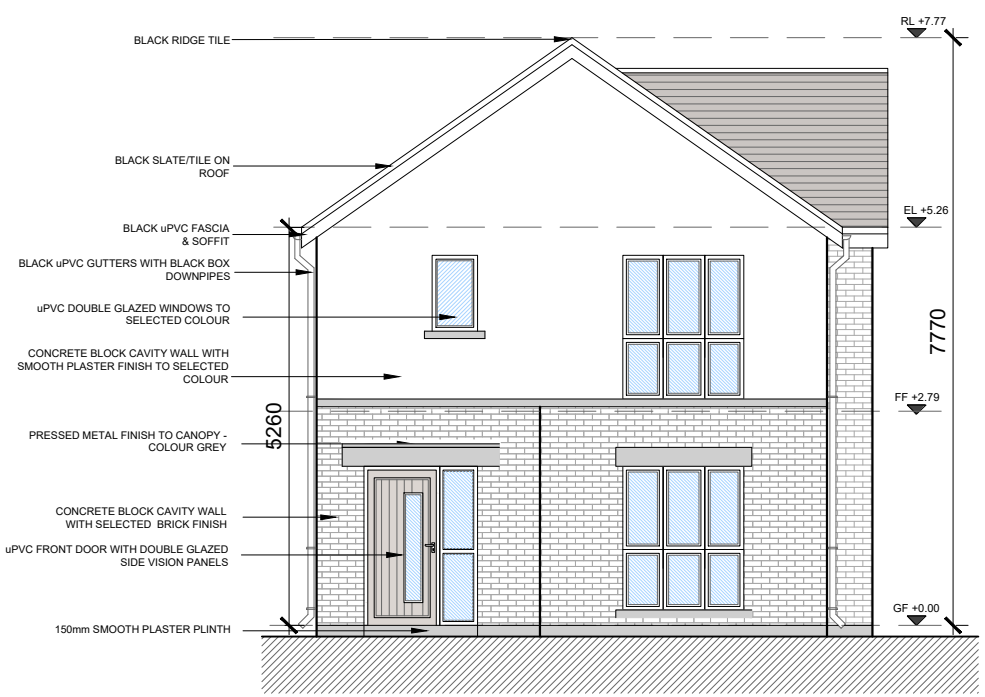 RL +7.77
BLACK RIDGE TILE
BLACK SLATE/TILE ON
ROOF
EL +5.26
BLACK uPVC FASCIA
& SOFFIT
BLACK uPVC GUTTERS WITH BLACK BOX
DOWNPIPES
uPVC DOUBLE GLAZED WINDOWS TO
SELECTED COLOUR
7770
CONCRETE BLOCK CAVITY WALL WITH
SMOOTH PLASTER FINISH TO SELECTED
COLOUR
FF +2.79
5260
PRESSED METAL FINISH TO CANOPY -
COLOUR GREY
CONCRETE BLOCK CAVITY WALL
WITH SELECTED BRICK FINISH
uPVC FRONT DOOR WITH DOUBLE GLAZED
SIDE VISION PANELS
GF +0.00
150mm SMOOTH PLASTER PLINTH